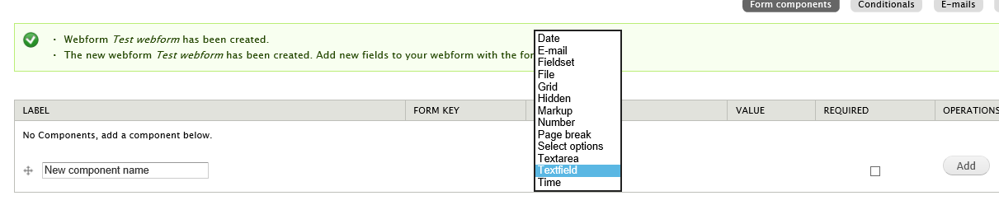 Form components Conditionals E-mails
Webform Test webform has been created.
The new webform Test webform has been created. Add new fields to your webform with the for
Date
E-mail
Fieldset
File
Grid
Hidden
Markup
Number
Page break
Select options
Textarea
Textfield
Time
LABEL FORM KEY VALUE REQUIRED OPERATIONS
No Components, add a component below.
New component name Add